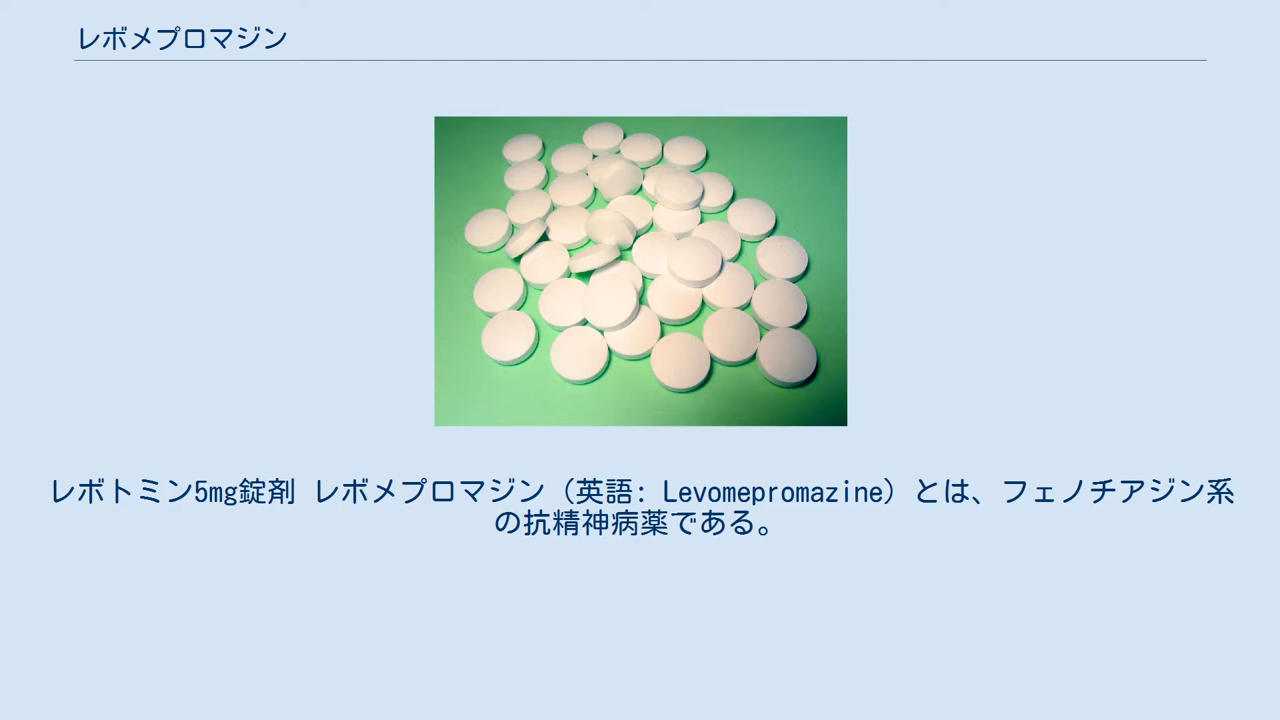 レボメプロマジン
レボトミン5mg錠剤 レボメプロマジン（英語: Levomepromazine）とは、フェノチアジン系
の抗精神病薬である。